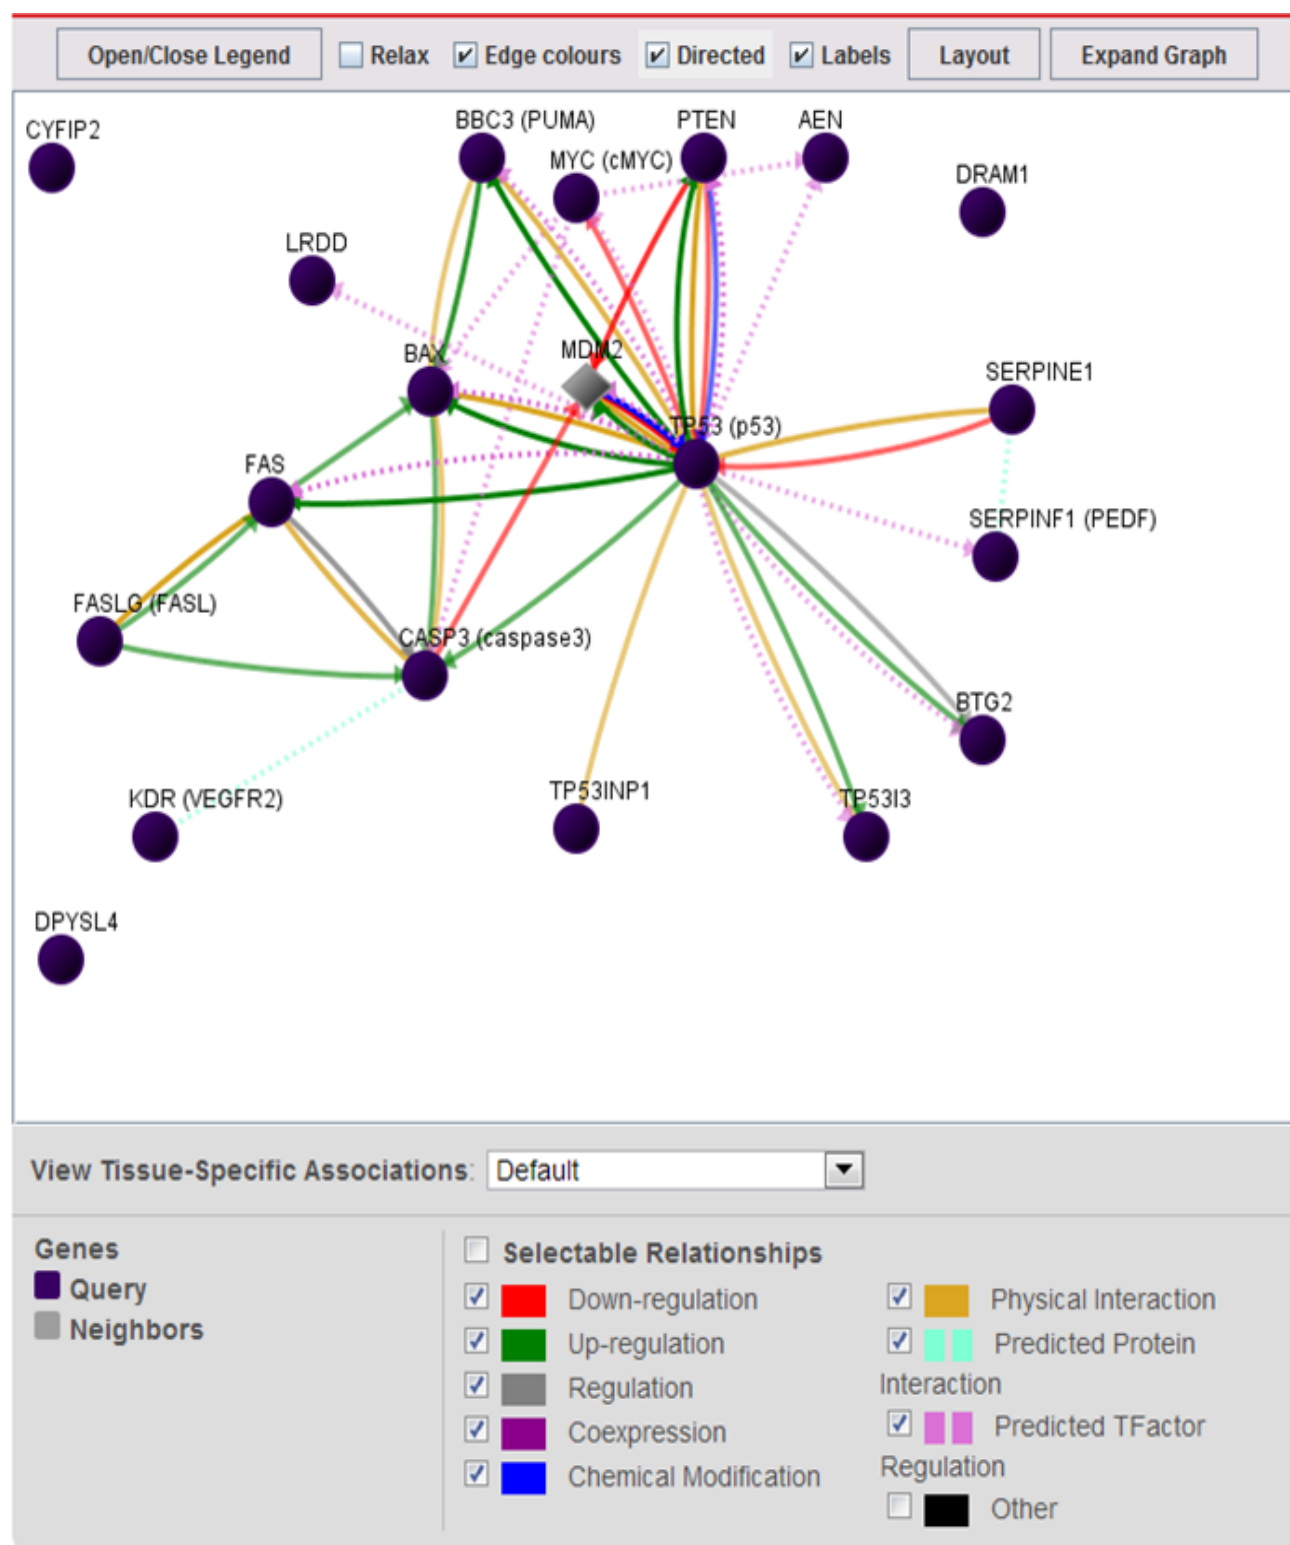 Open/Close Legend Relax Edge colours Directed Labels Layout Expand Graph
CYFIP2
BBC3 (PUMA)
PTEN
AEN
MYC (cMYC)
DRAM1
LRDD
BAX
MDM2
SERPINE1
TP53 (p53)
FAS
SERPINF1 (PEDF)
FASLG (FASL)
CASP3 (caspase3)
BTG2
KDR (VEGFR2)
TP53INP1
TP53I3
DPYSL4
View Tissue-Specific Associations: Default
Genes
Query
Neighbors
Selectable Relationships
Down-regulation
Up-regulation
Regulation
Coexpression
Chemical Modification
Physical Interaction
Predicted Protein
Interaction
Predicted TFactor
Regulation
Other